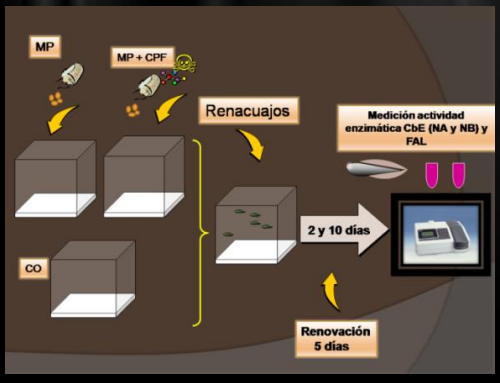 MP
MP + CPF
Renacuajos
Medición actividad
enzimática CbE (NA y NB) y
FAL
2 y 10 días
CO
Renovación
5 días